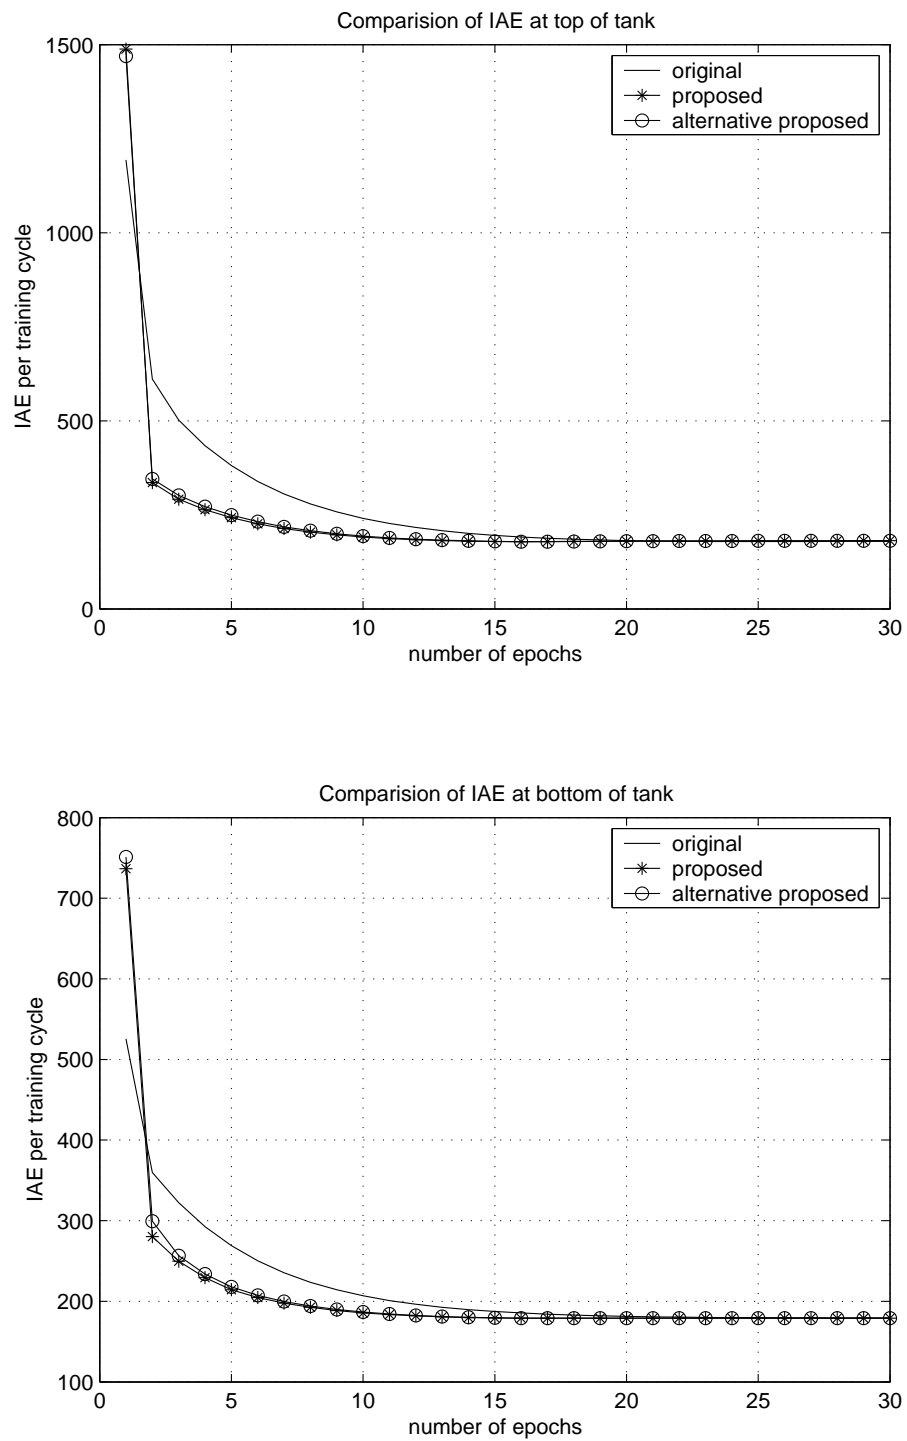 Comparision of IAE at top of tank
1500
original
proposed
alternative proposed
1000
IAE per training cycle
500
0
0 5 10 15 20 25 30
number of epochs
Comparision of IAE at bottom of tank
800
original
proposed
alternative proposed
700
600
500
IAE per training cycle
400
300
200
100
0 5 10 15 20 25 30
number of epochs